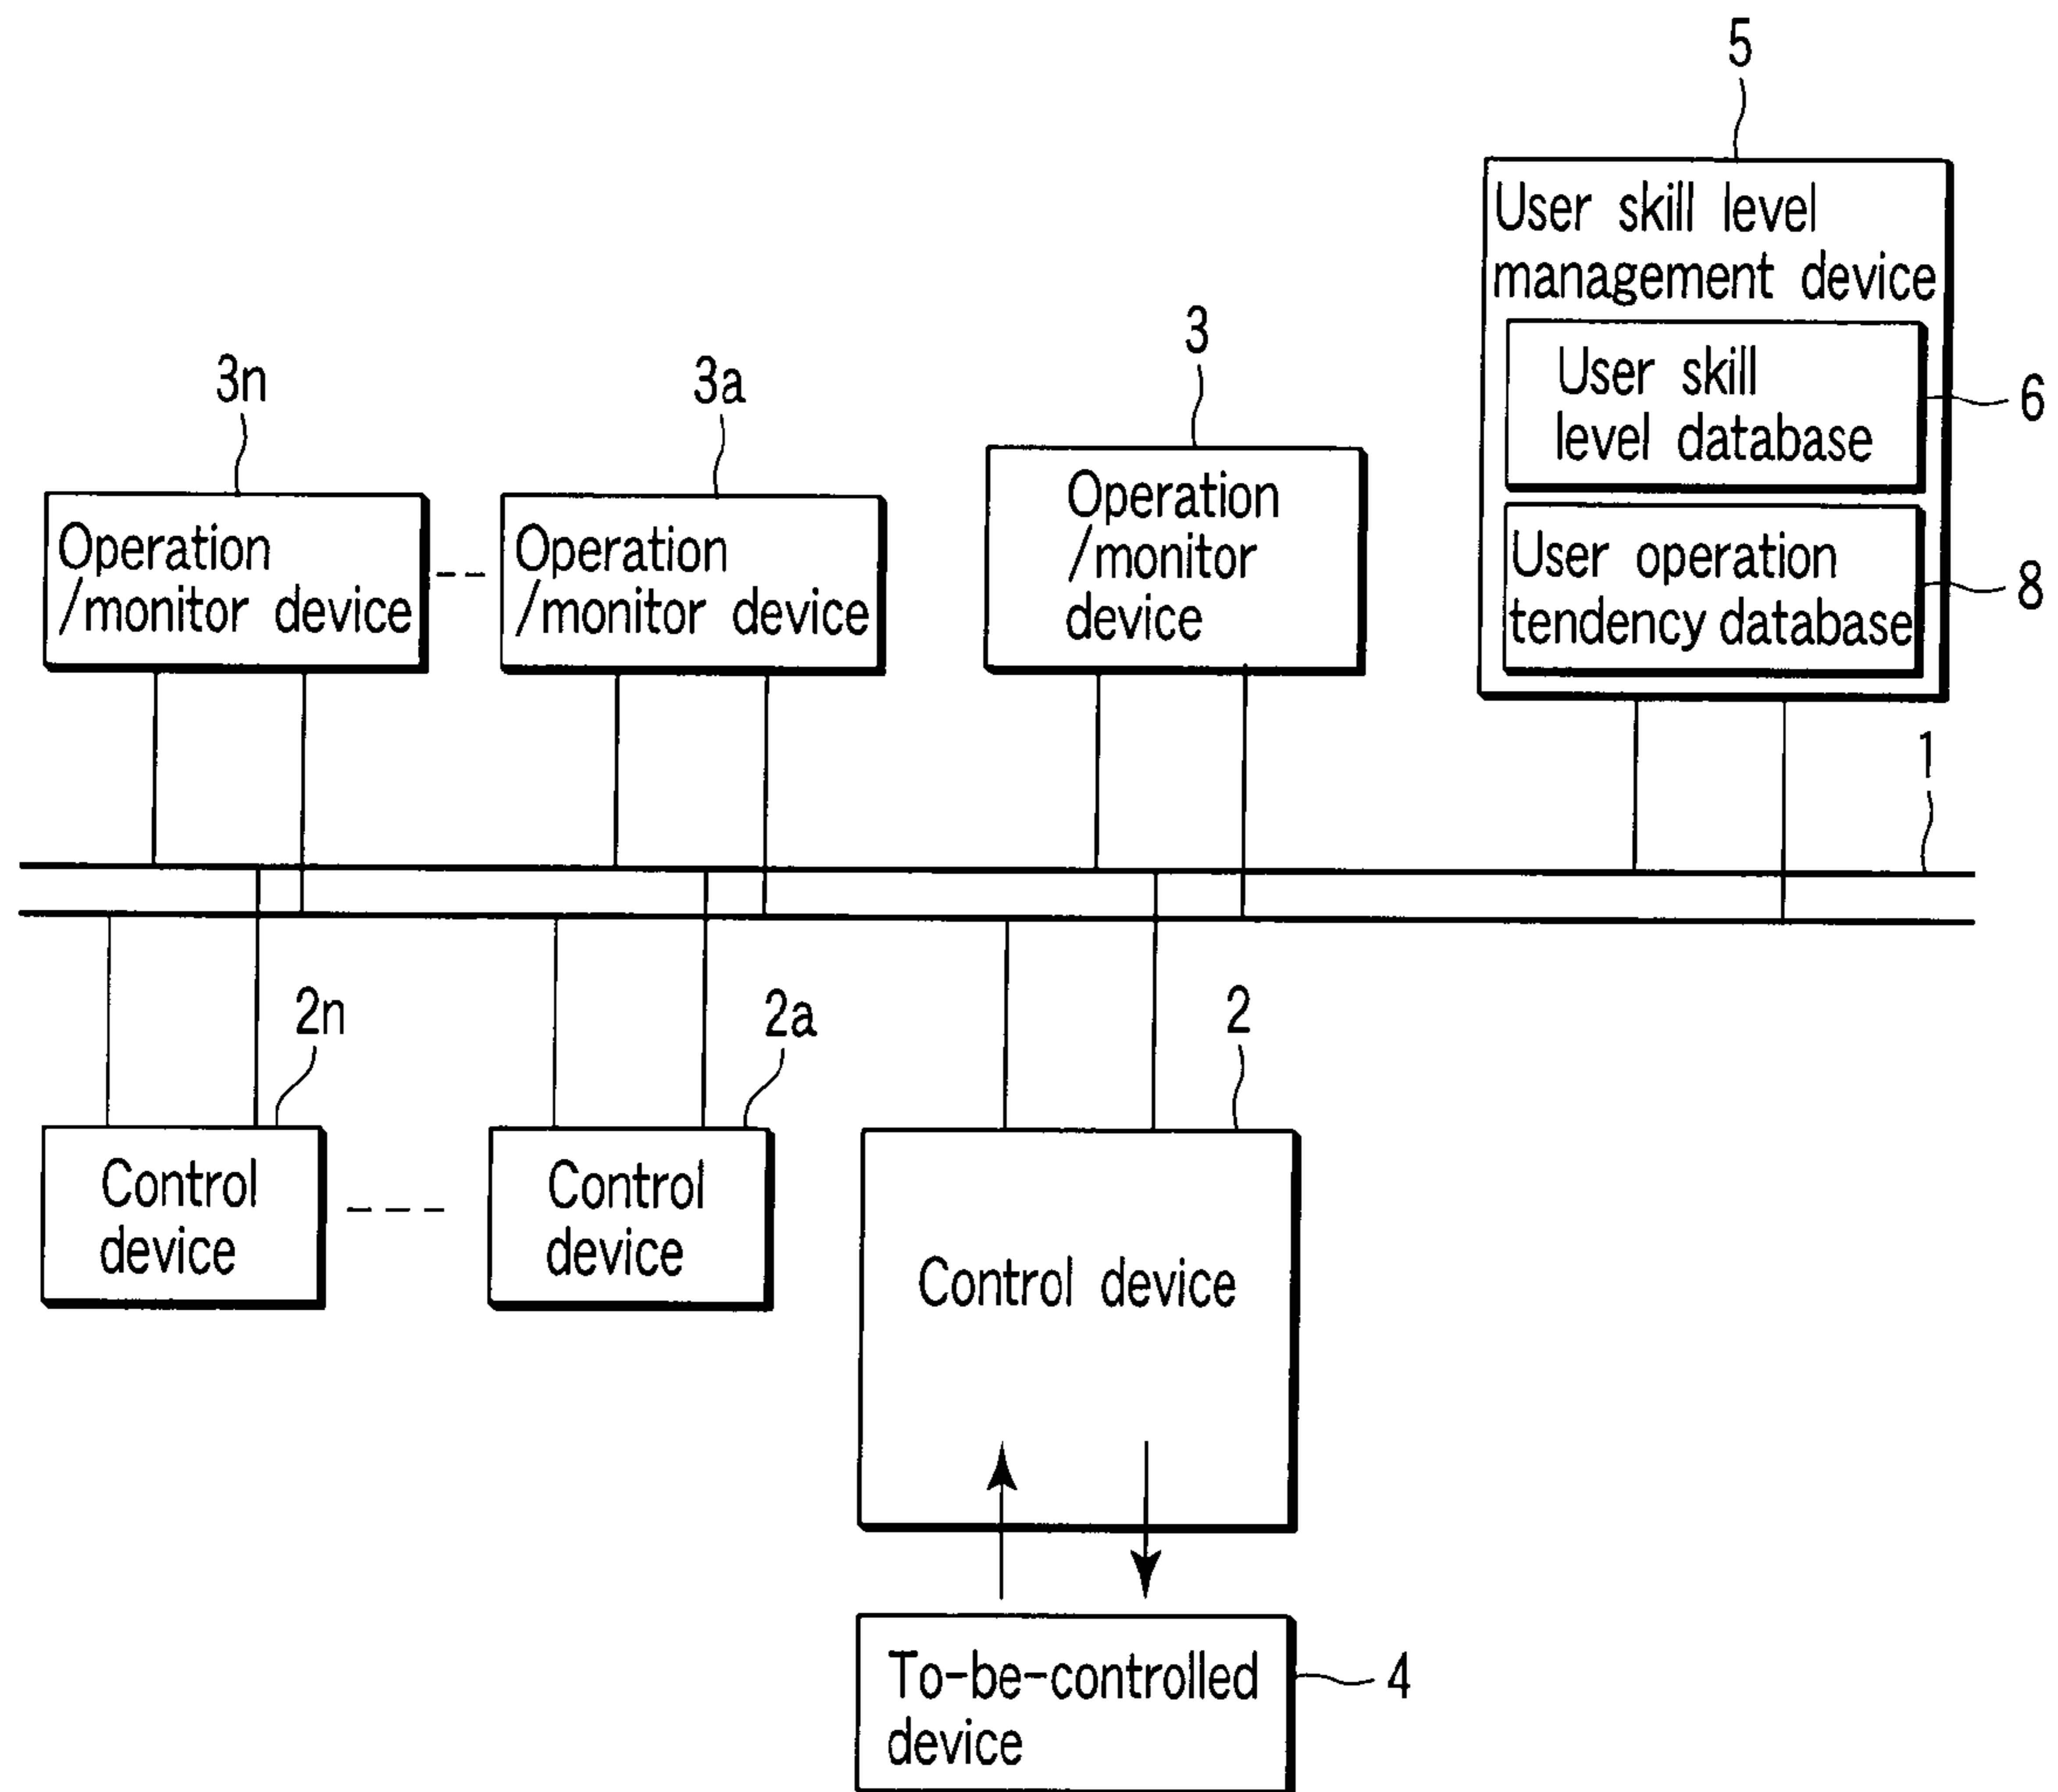 5
User skill level
management device
User skill
level database
6
User operation
tendency database
8
3
Operation
/monitor
device
3a
Operation
/monitor device
3n
Operation
/monitor device
1
2n
Control
device
2a
Control
device
2
Control device
To-be-controlled
device
4